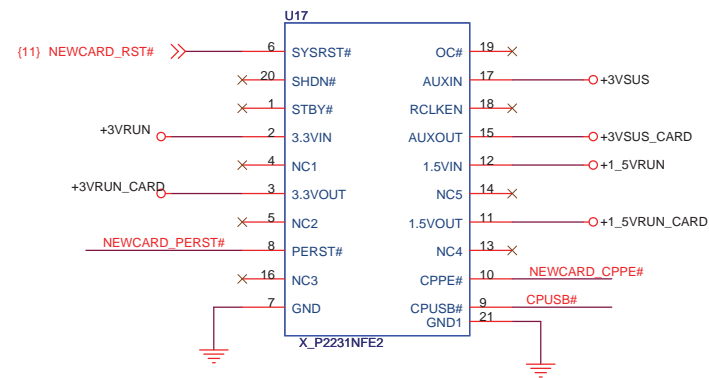 U17
{11} NEWCARD_RST# 6 SYSRST# OC# 19
20 SHDN# AUXIN 17 +3VSUS
1 STBY# RCLKEN 18
+3VRUN 2 3.3VIN AUXOUT 15 +3VSUS_CARD
4 NC1 1.5VIN 12 +1_5VRUN
+3VRUN_CARD 3 3.3VOUT NC5 14
5 NC2 1.5VOUT 11 +1_5VRUN_CARD
NEWCARD_PERST# 8 PERST# NC4 13
16 NC3 CPPE# 10 NEWCARD_CPPE#
7 GND CPUSB# 9 CPUSB#
GND1 21
X_P2231NFE2